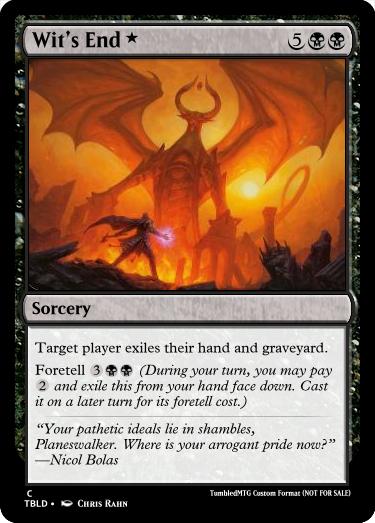 Wit's End ★ 5
Sorcery
Target player exiles their hand and graveyard.
Foretell 3 (During your turn, you may pay
2 and exile this from your hand face down. Cast
it on a later turn for its foretell cost.)
"Your pathetic ideals lie in shambles,
Planeswalker. Where is your arrogant pride now?"
—Nicol Bolas
C
TBLD • Chris Rahn
TumbledMTG Custom Format (NOT FOR SALE)